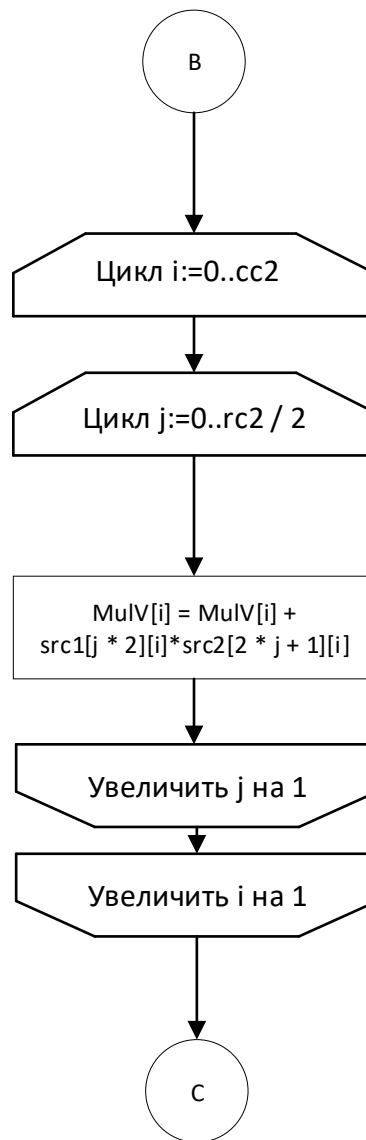 B
Цикл i:=0..cc2
Цикл j:=0..rc2 / 2
MulV[i] = MulV[i] +
src1[j * 2][i]*src2[2 * j + 1][i]
Увеличить j на 1
Увеличить i на 1
C